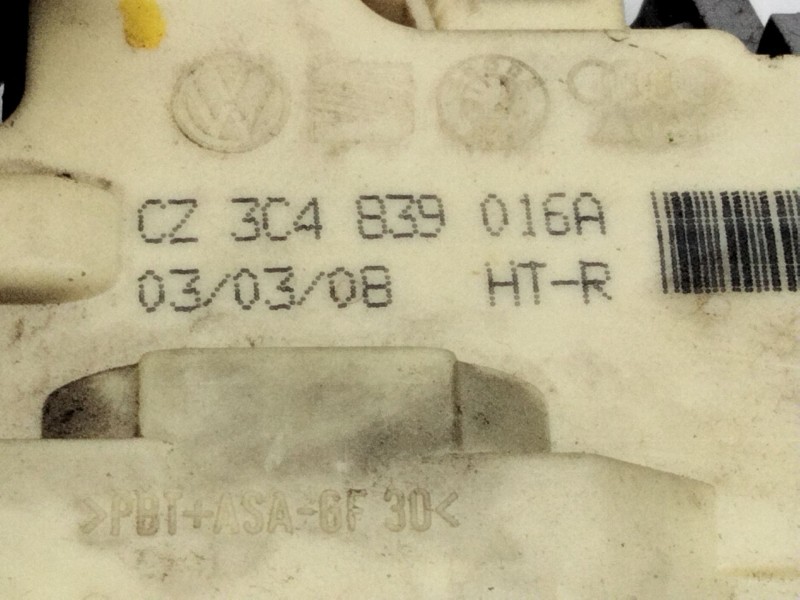 CZ 3C4 839 016A
03/03/08 HT-R
>PBT+ASA-GF 30<